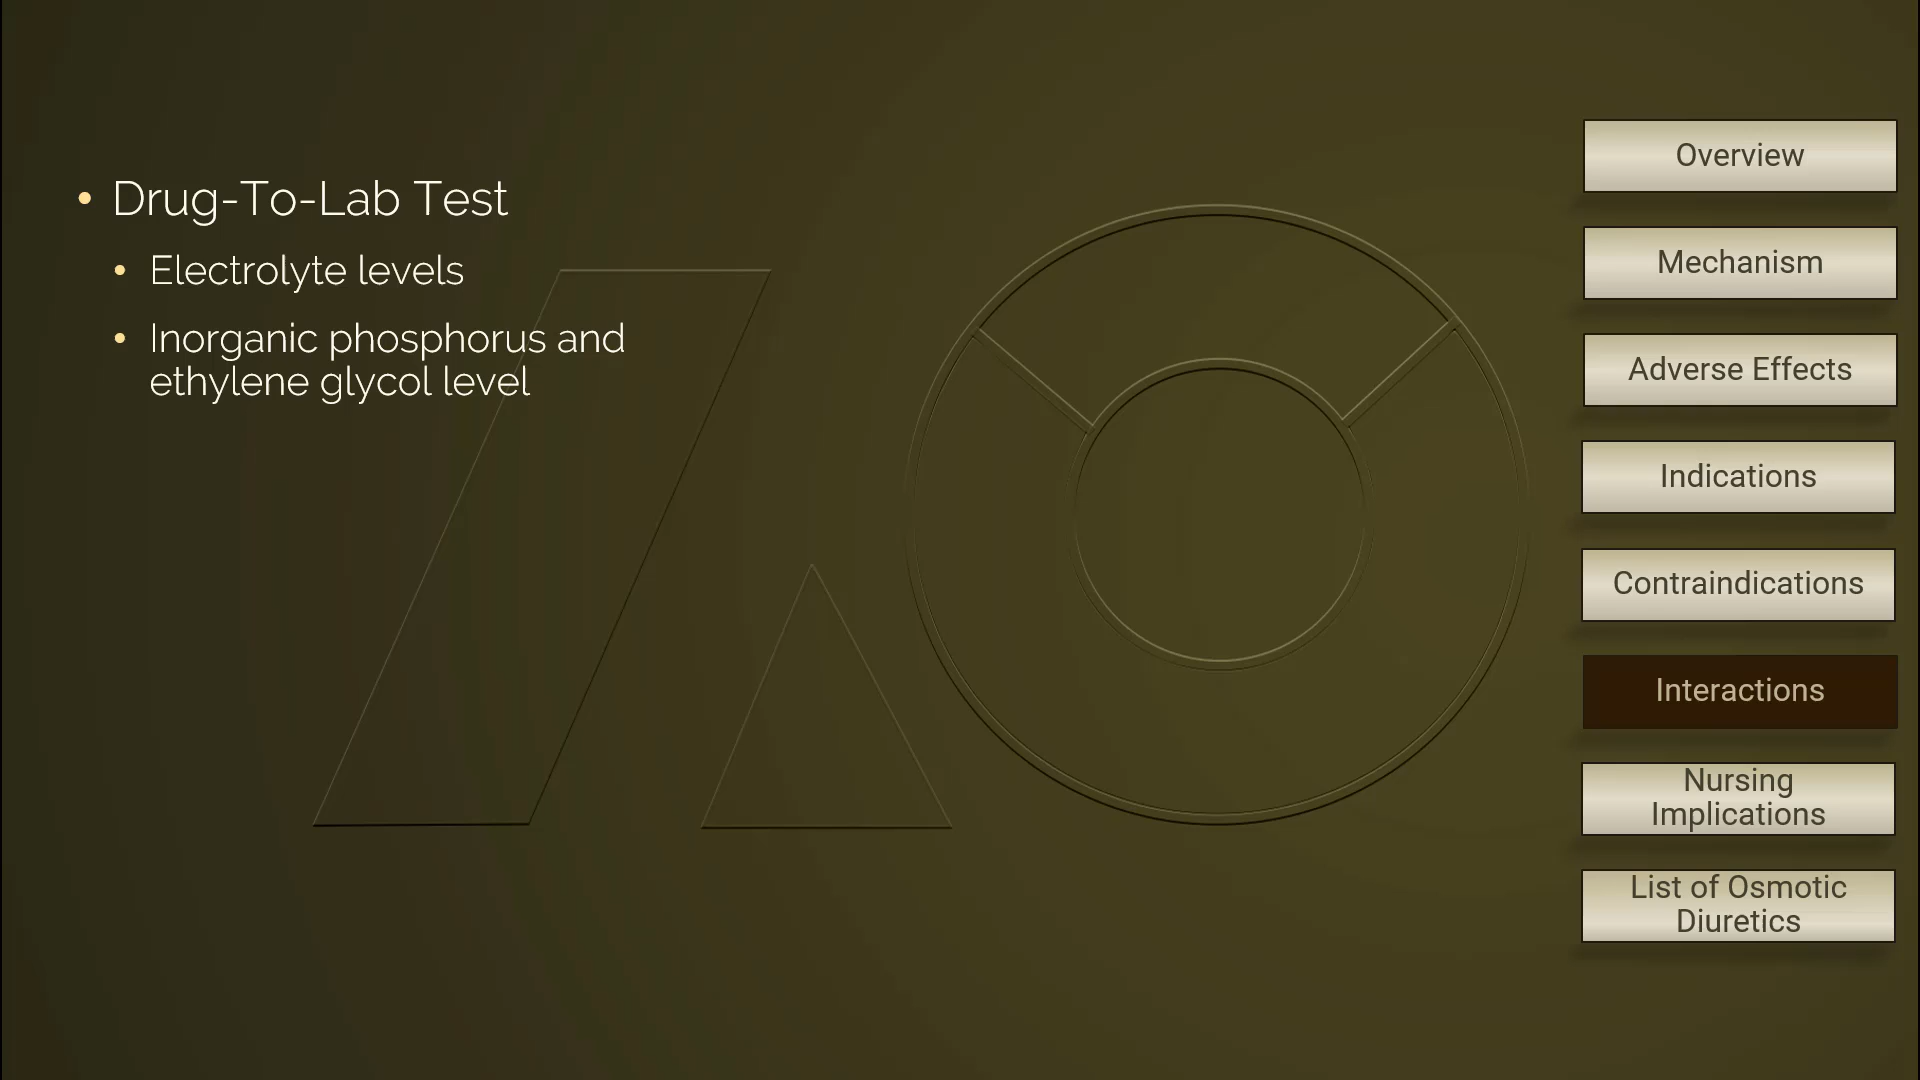 Drug-To-Lab Test
Electrolyte levels
Inorganic phosphorus and
ethylene glycol level
Overview
Mechanism
Adverse Effects
Indications
Contraindications
Interactions
Nursing
Implications
List of Osmotic
Diuretics